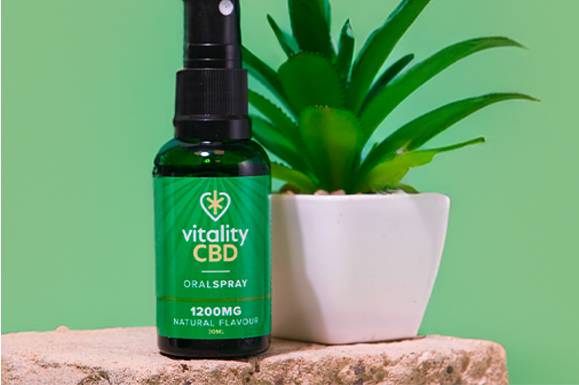 vitality
CBD
ORALSPRAY
1200MG
NATURAL FLAVOUR
30ML